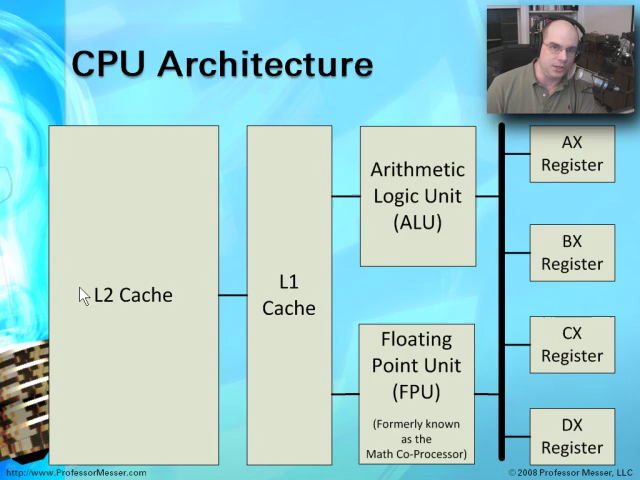 CPU Architecture
L2 Cache
L1
Cache
Arithmetic
Logic Unit
(ALU)
Floating
Point Unit
(FPU)
(Formerly known
as the
Math Co-Processor)
AX
Register
BX
Register
CX
Register
DX
Register
http://www.ProfessorMesser.com
© 2008 Professor Messer, LLC